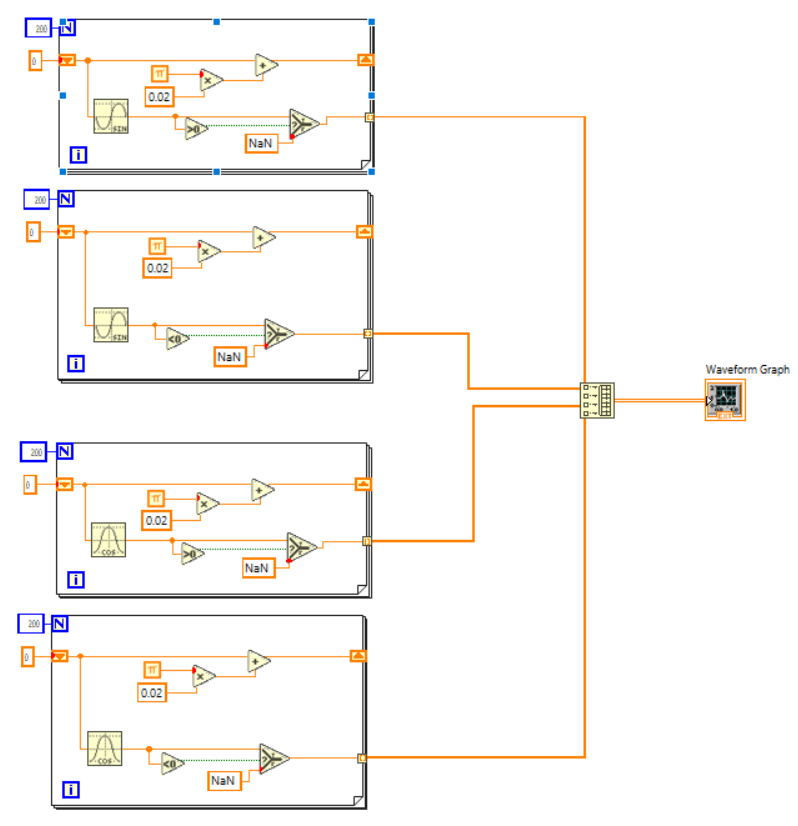 200 N
0
π
×
+
0.02
SIN
>0
?
NaN
i
200 N
0
π
×
+
0.02
SIN
<0
?
NaN
i
Waveform Graph
200 N
0
π
×
+
0.02
COS
>0
?
NaN
i
200 N
0
π
×
+
0.02
COS
<0
?
NaN
i